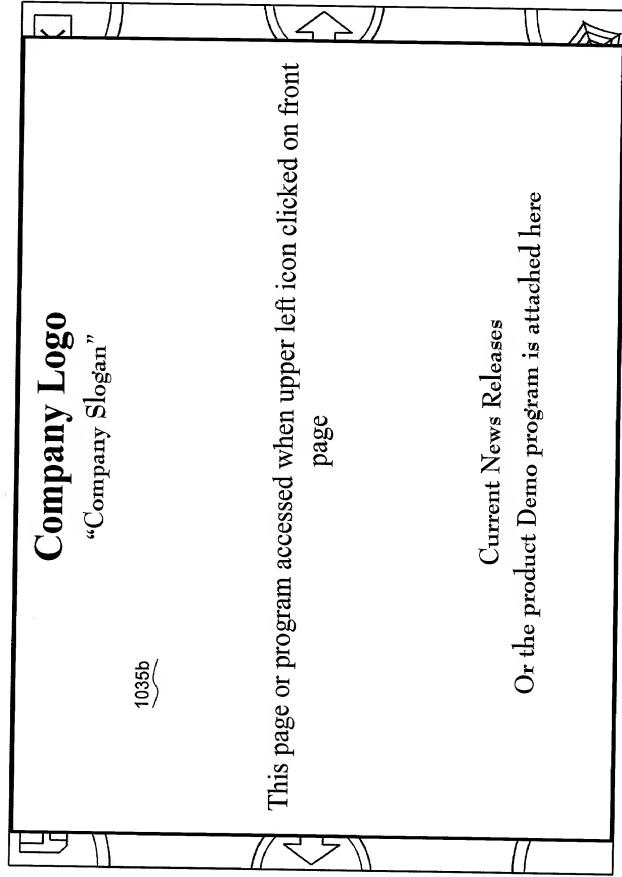 Company Logo
“Company Slogan”
1035b
This page or program accessed when upper left icon clicked on front
page
Current News Releases
Or the product Demo program is attached here